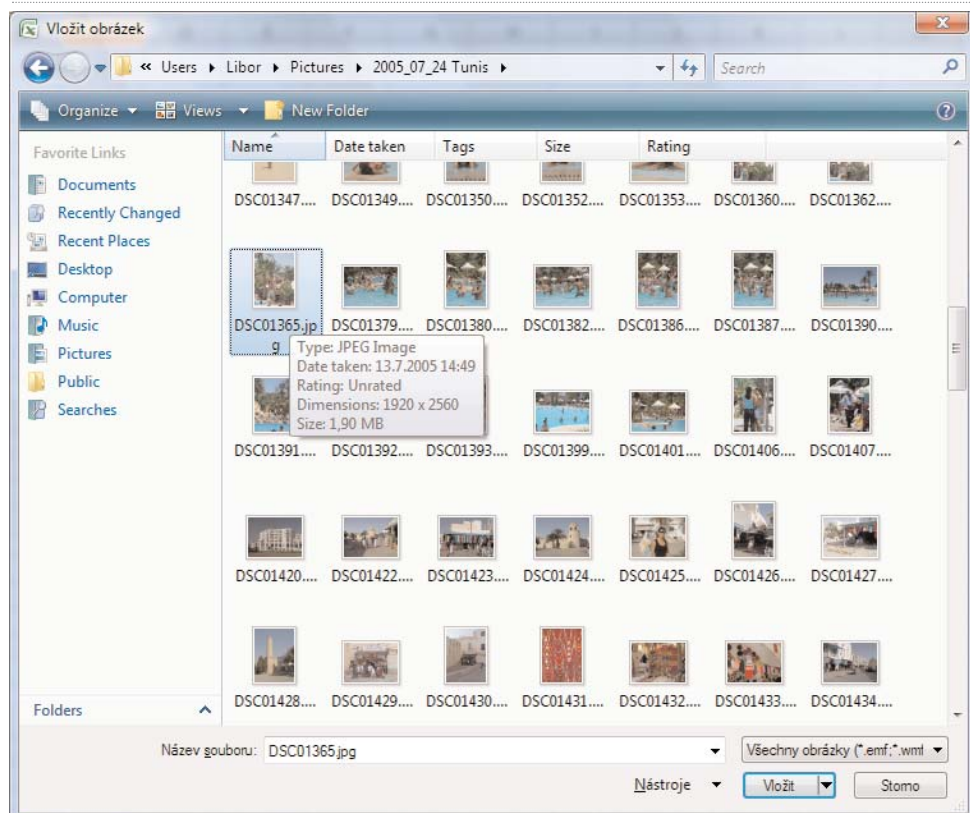 Vložit obrázek
« Users ▸ Libor ▸ Pictures ▸ 2005_07_24 Tunis ▸
Search
Organize
Views
New Folder
Favorite Links
Documents
Recently Changed
Recent Places
Desktop
Computer
Music
Pictures
Public
Searches
Folders
Name Date taken Tags Size Rating
DSC01347.... DSC01349.... DSC01350.... DSC01352.... DSC01353.... DSC01360.... DSC01362....
DSC01365.jp DSC01379.... DSC01380.... DSC01382.... DSC01386.... DSC01387.... DSC01390....
g
Type: JPEG Image
Date taken: 13.7.2005 14:49
Rating: Unrated
Dimensions: 1920 x 2560
Size: 1,90 MB
DSC01391.... DSC01392.... DSC01393.... DSC01399.... DSC01401.... DSC01406.... DSC01407....
DSC01420.... DSC01422.... DSC01423.... DSC01424.... DSC01425.... DSC01426.... DSC01427....
DSC01428.... DSC01429.... DSC01430.... DSC01431.... DSC01432.... DSC01433.... DSC01434....
Název souboru: DSC01365.jpg
Všechny obrázky (*.emf;*.wmf
Nástroje
Vložit
Storno